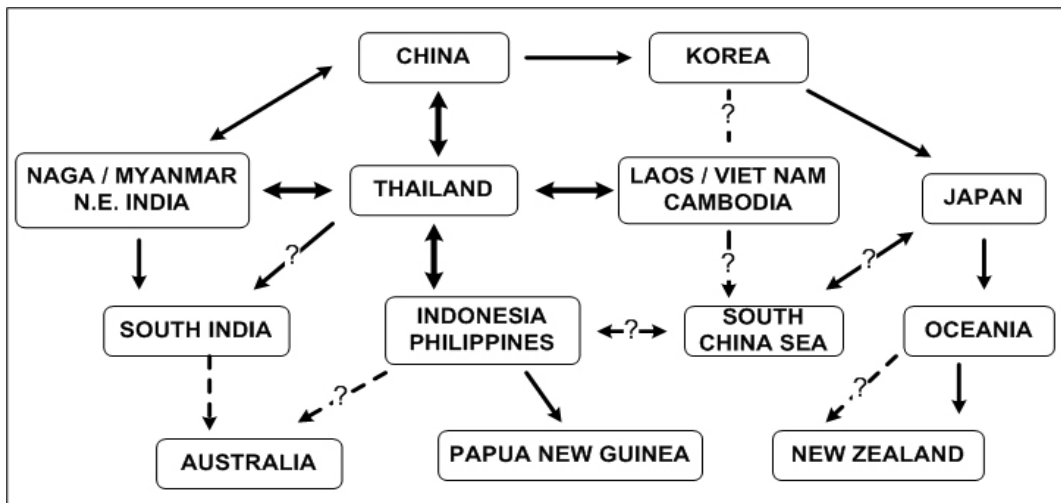 CHINA
KOREA
?
NAGA / MYANMAR
N.E. INDIA
THAILAND
LAOS / VIET NAM
CAMBODIA
JAPAN
?
?
?
SOUTH INDIA
INDONESIA
PHILIPPINES
?
SOUTH
CHINA SEA
OCEANIA
?
?
AUSTRALIA
PAPUA NEW GUINEA
NEW ZEALAND